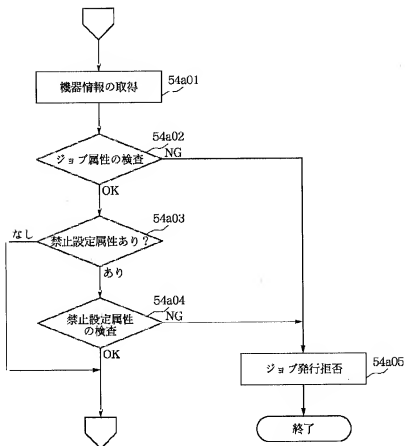 機器情報の取得
54a01
54a02
ジョブ属性の検査
NG
OK
54a03
なし
禁止設定属性あり？
あり
54a04
禁止設定属性
の検査
NG
OK
ジョブ発行拒否
54a05
終了